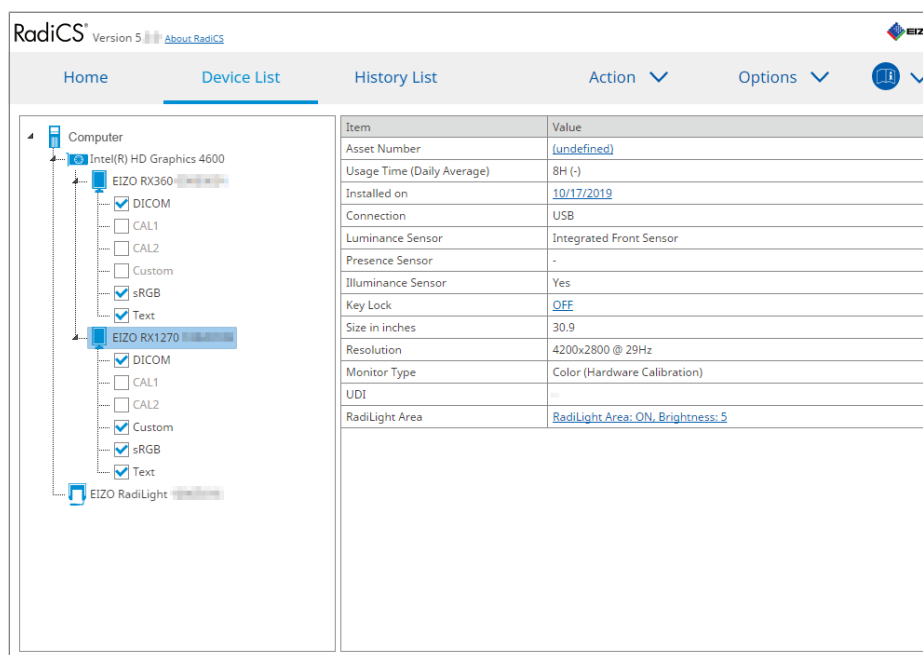 RadiCS® Version 5 About RadiCS EIZ
Home Device List History List Action Options
Computer
Intel(R) HD Graphics 4600
EIZO RX360
DICOM
CAL1
CAL2
Custom
sRGB
Text
EIZO RX1270
DICOM
CAL1
CAL2
Custom
sRGB
Text
EIZO RadiLight
Item Value
Asset Number (undefined)
Usage Time (Daily Average) 8H (-)
Installed on 10/17/2019
Connection USB
Luminance Sensor Integrated Front Sensor
Presence Sensor -
Illuminance Sensor Yes
Key Lock OFF
Size in inches 30.9
Resolution 4200x2800 @ 29Hz
Monitor Type Color (Hardware Calibration)
UDI
RadiLight Area RadiLight Area: ON, Brightness: 5